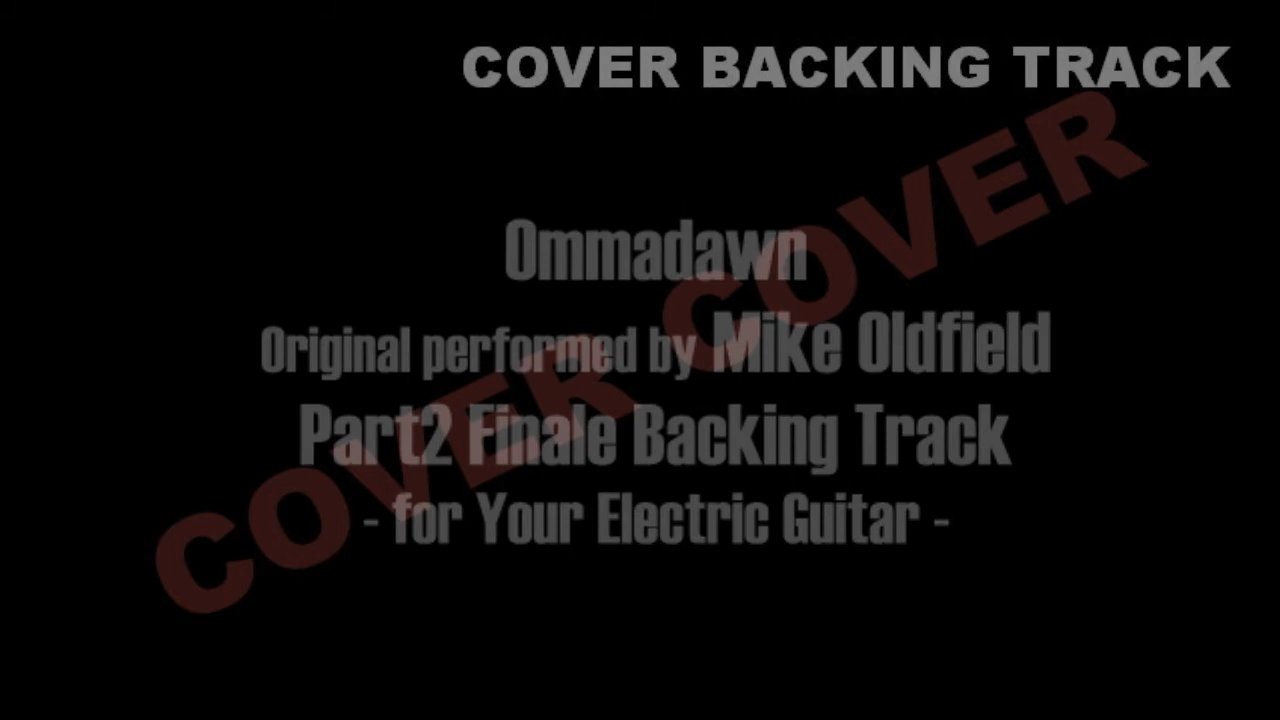 COVER BACKING TRACK
Ommadawn
Original performed by Mike Oldfield
Part2 Finale Backing Track
- for Your Electric Guitar -
COVER COVER